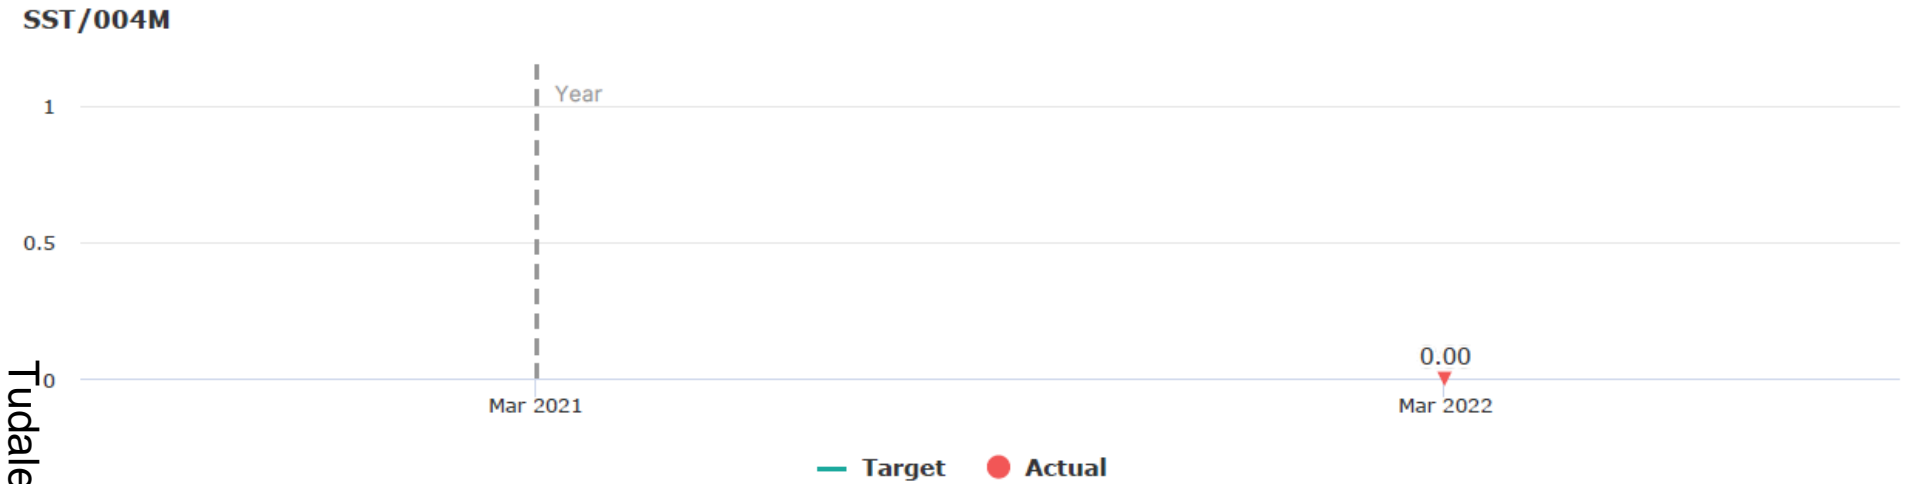 SST/004M
Year
1
0.5
0.00
0
Mar 2021 Mar 2022
Target Actual
Tudale